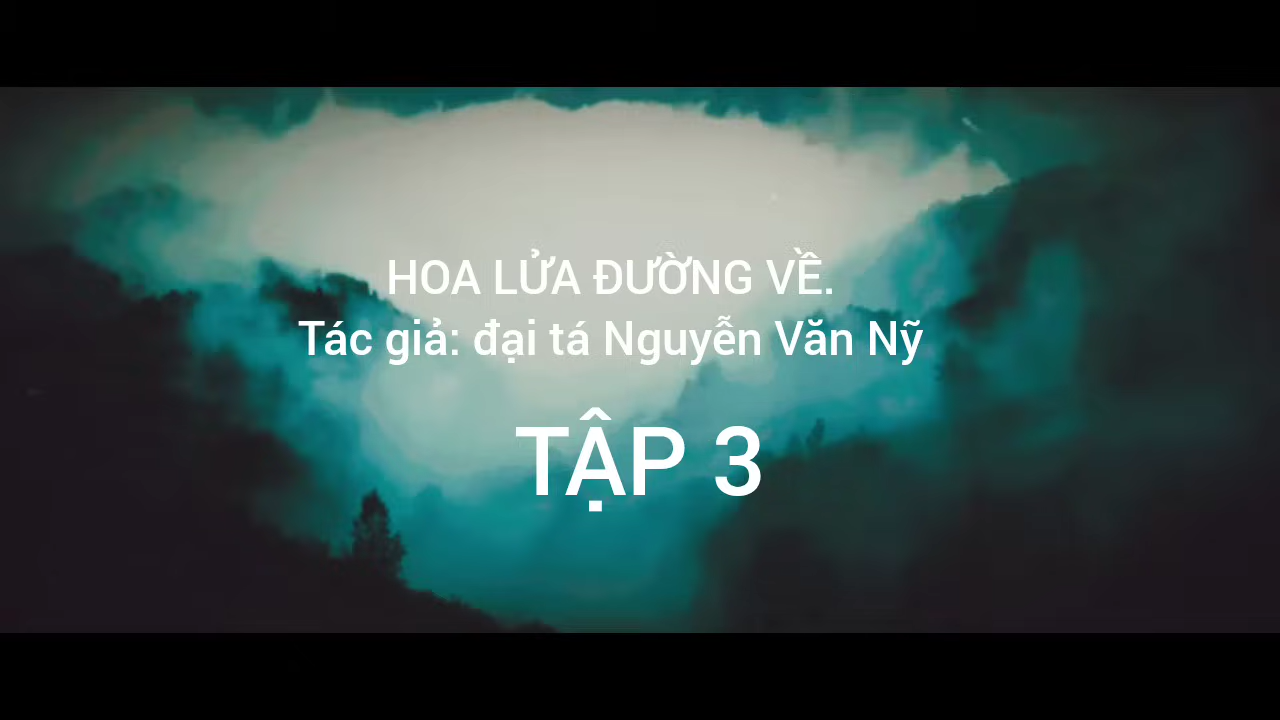 HOA LỬA ĐƯỜNG VỀ.
Tác giả: đại tá Nguyễn Văn Nỹ
TẬP 3